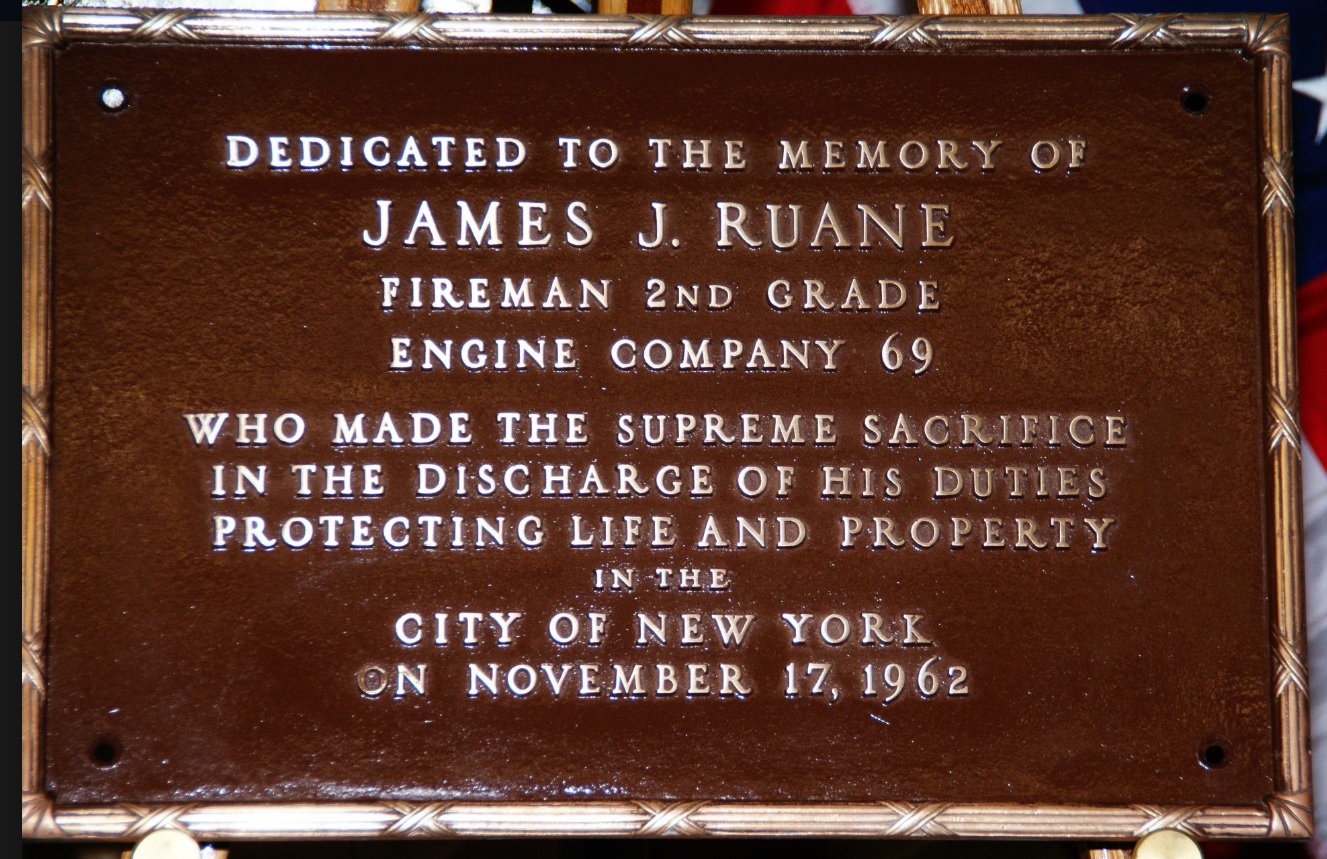 DEDICATED TO THE MEMORY OF
JAMES J. RUANE
FIREMAN 2ND GRADE
ENGINE COMPANY 69
WHO MADE THE SUPREME SACRIFICE
IN THE DISCHARGE OF HIS DUTIES
PROTECTING LIFE AND PROPERTY
IN THE
CITY OF NEW YORK
ON NOVEMBER 17, 1962